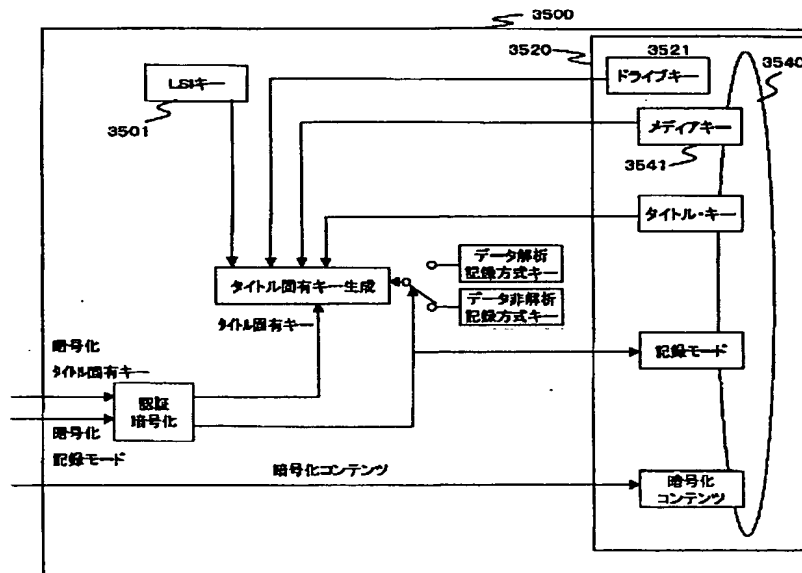 3500
3520
3521
3540
LSIキー
3501
ドライブキー
メディアキー
3541
タイトル・キー
データ解析
記録方式キー
タイトル固有キー生成
データ非解析
記録方式キー
タイトル固有キー
暗号化
タイトル固有キー
記録モード
認証
暗号化
暗号化
記録モード
暗号化コンテンツ
暗号化
コンテンツ